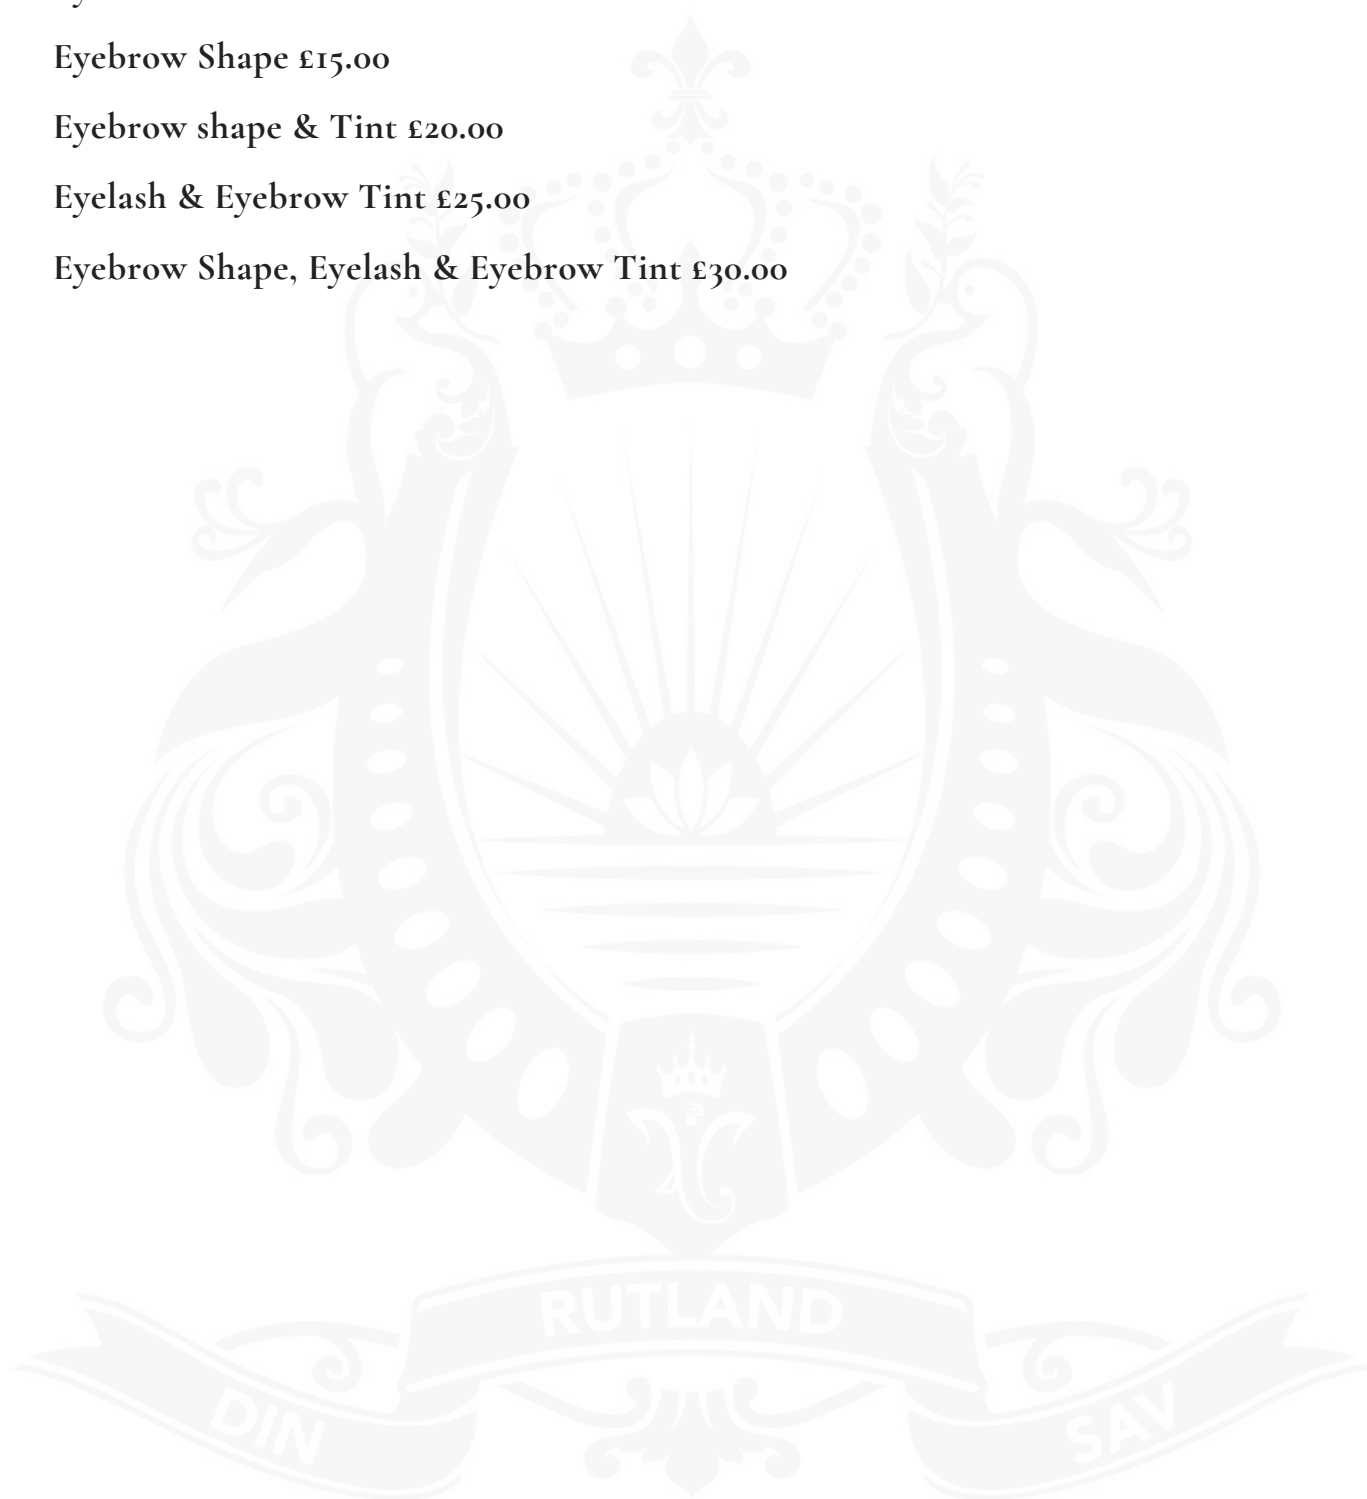 Eyebrow Shape £15.00
Eyebrow shape & Tint £20.00
Eyelash & Eyebrow Tint £25.00
Eyebrow Shape, Eyelash & Eyebrow Tint £30.00
RUTLAND
DIN
SAV